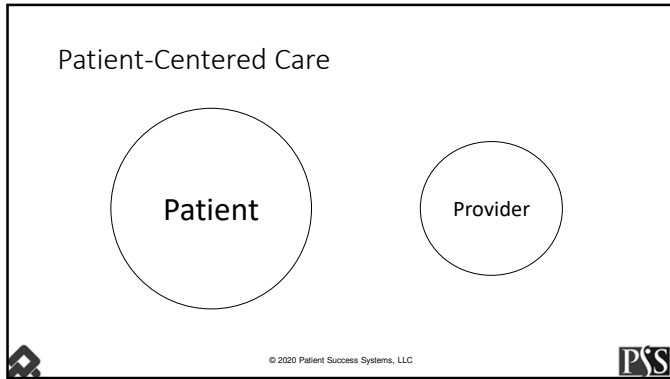 Patient-Centered Care
Patient
Provider
© 2020 Patient Success Systems, LLC
PSS